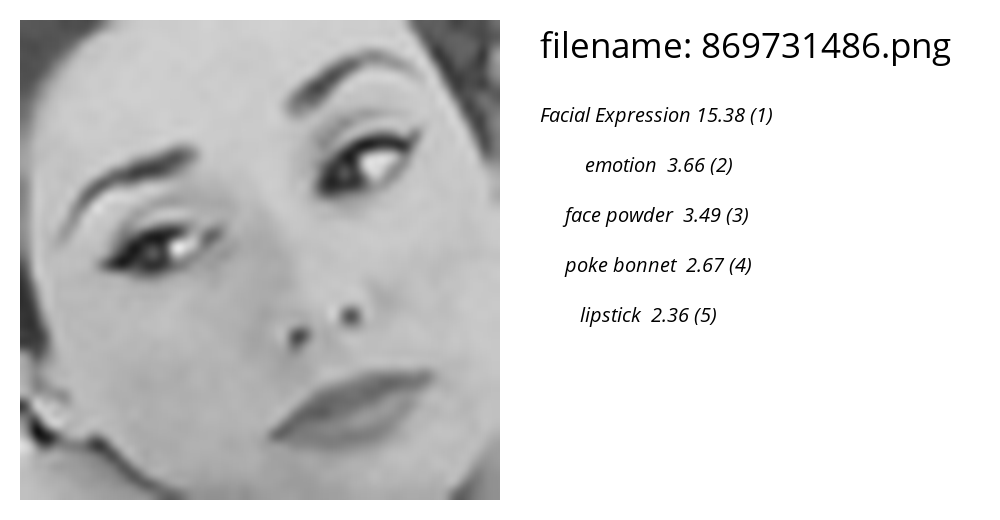 filename: 869731486.png
Facial Expression 15.38 (1)
emotion 3.66 (2)
face powder 3.49 (3)
poke bonnet 2.67 (4)
lipstick 2.36 (5)